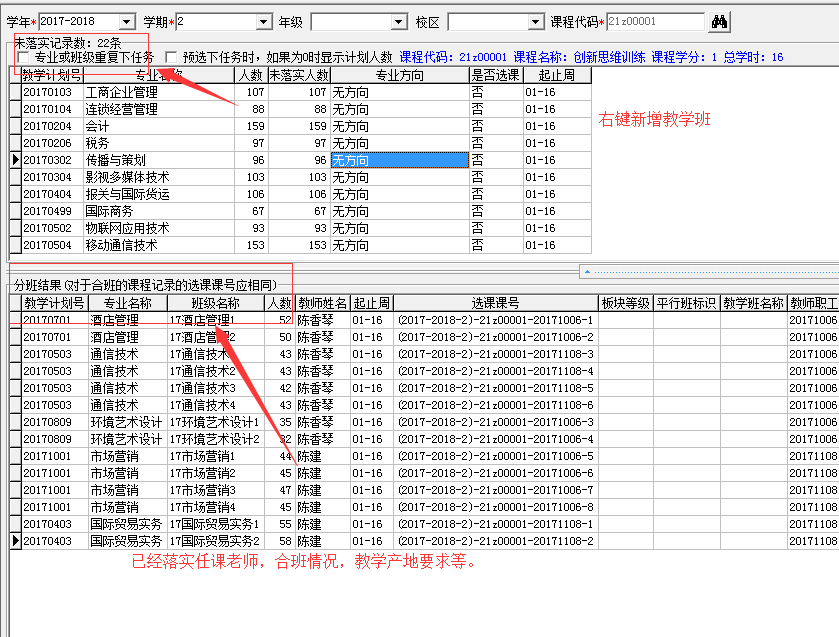 学年* 2017-2018 学期* 2 年级 校区 课程代码* 21z00001
未落实记录数: 22条
专业或班级重复下任务 预选下任务时，如果为0时显示计划人数 课程代码: 21z00001 课程名称: 创新思维训练 课程学分: 1 总学时: 16
教学计划号 专业名称 人数 未落实人数 专业方向 是否选课 起止周
20170103 工商企业管理 107 107 无方向 否 01-16
20170104 连锁经营管理 88 88 无方向 否 01-16
右键新增教学班
20170204 会计 159 159 无方向 否 01-16
20170206 税务 97 97 无方向 否 01-16
20170302 传播与策划 96 96 无方向 否 01-16
20170304 影视多媒体技术 103 103 无方向 否 01-16
20170404 报关与国际货运 106 106 无方向 否 01-16
20170499 国际商务 67 67 无方向 否 01-16
20170502 物联网应用技术 93 93 无方向 否 01-16
20170504 移动通信技术 153 153 无方向 否 01-16
分班结果(对于合班的课程记录的选课课号应相同)
教学计划号 专业名称 班级名称 人数 教师姓名 起止周 选课课号 板块等级 平行班标识 教学班名称 教师职工
20170701 酒店管理 17酒店管理1 52 陈香琴 01-16 (2017-2018-2)-21z00001-20171006-1 20171006
20170701 酒店管理 17酒店管理2 50 陈香琴 01-16 (2017-2018-2)-21z00001-20171006-2 20171006
20170503 通信技术 17通信技术1 43 陈香琴 01-16 (2017-2018-2)-21z00001-20171108-3 20171006
20170503 通信技术 17通信技术2 43 陈香琴 01-16 (2017-2018-2)-21z00001-20171108-4 20171006
20170503 通信技术 17通信技术3 42 陈香琴 01-16 (2017-2018-2)-21z00001-20171108-5 20171006
20170503 通信技术 17通信技术4 43 陈香琴 01-16 (2017-2018-2)-21z00001-20171108-6 20171006
20170809 环境艺术设计 17环境艺术设计1 35 陈香琴 01-16 (2017-2018-2)-21z00001-20171006-3 20171006
20170809 环境艺术设计 17环境艺术设计2 32 陈香琴 01-16 (2017-2018-2)-21z00001-20171006-4 20171006
20171001 市场营销 17市场营销1 44 陈建 01-16 (2017-2018-2)-21z00001-20171006-5 20171108
20171001 市场营销 17市场营销2 45 陈建 01-16 (2017-2018-2)-21z00001-20171006-6 20171108
20171001 市场营销 17市场营销3 47 陈建 01-16 (2017-2018-2)-21z00001-20171006-7 20171108
20171001 市场营销 17市场营销4 45 陈建 01-16 (2017-2018-2)-21z00001-20171006-8 20171108
20170403 国际贸易实务 17国际贸易实务1 55 陈建 01-16 (2017-2018-2)-21z00001-20171108-1 20171108
20170403 国际贸易实务 17国际贸易实务2 58 陈建 01-16 (2017-2018-2)-21z00001-20171108-2 20171108
已经落实任课老师，合班情况，教学产地要求等。